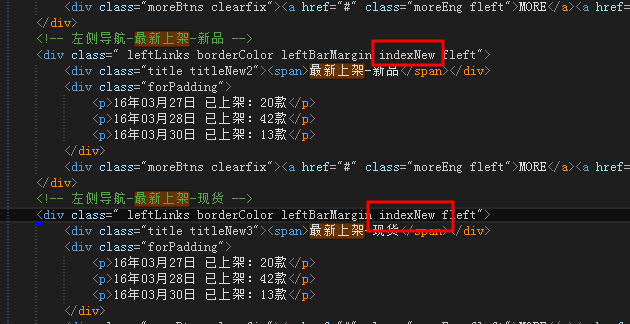 <div class="moreBtns clearfix"><a href="#" class="moreEng fleft">MORE</a><a hre
</div>
<!-- 左侧导航-最新上架-新品 -->
<div class=" leftLinks borderColor leftBarMargin indexNew fleft">
<div class="title titleNew2"><span>最新上架-新品</span></div>
<div class="forPadding">
<p>16年03月27日 已上架: 20款</p>
<p>16年03月28日 已上架: 42款</p>
<p>16年03月30日 已上架: 13款</p>
</div>
<div class="moreBtns clearfix"><a href="#" class="moreEng fleft">MORE</a><a hre
</div>
<!-- 左侧导航-最新上架-现货 -->
<div class=" leftLinks borderColor leftBarMargin indexNew fleft">
<div class="title titleNew3"><span>最新上架-现货</span></div>
<div class="forPadding">
<p>16年03月27日 已上架: 20款</p>
<p>16年03月28日 已上架: 42款</p>
<p>16年03月30日 已上架: 13款</p>
</div>